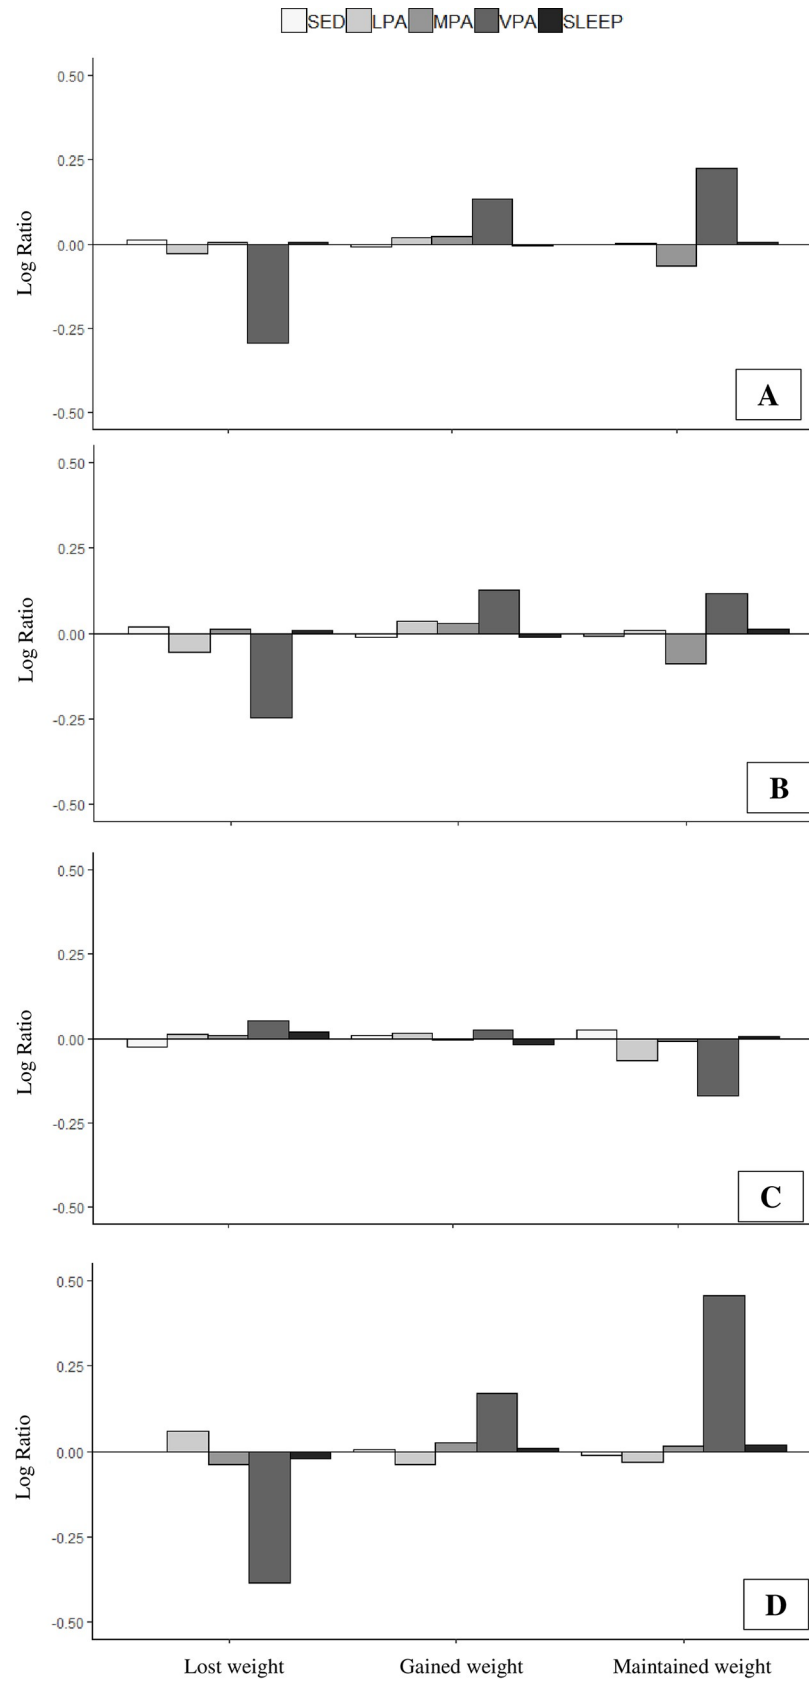 SED LPA MPA VPA SLEEP
0.50
0.25
0.00
-0.25
-0.50
Log Ratio
A
0.50
0.25
0.00
-0.25
-0.50
Log Ratio
B
0.50
0.25
0.00
-0.25
-0.50
Log Ratio
C
0.50
0.25
0.00
-0.25
-0.50
Log Ratio
D
Lost weight Gained weight Maintained weight